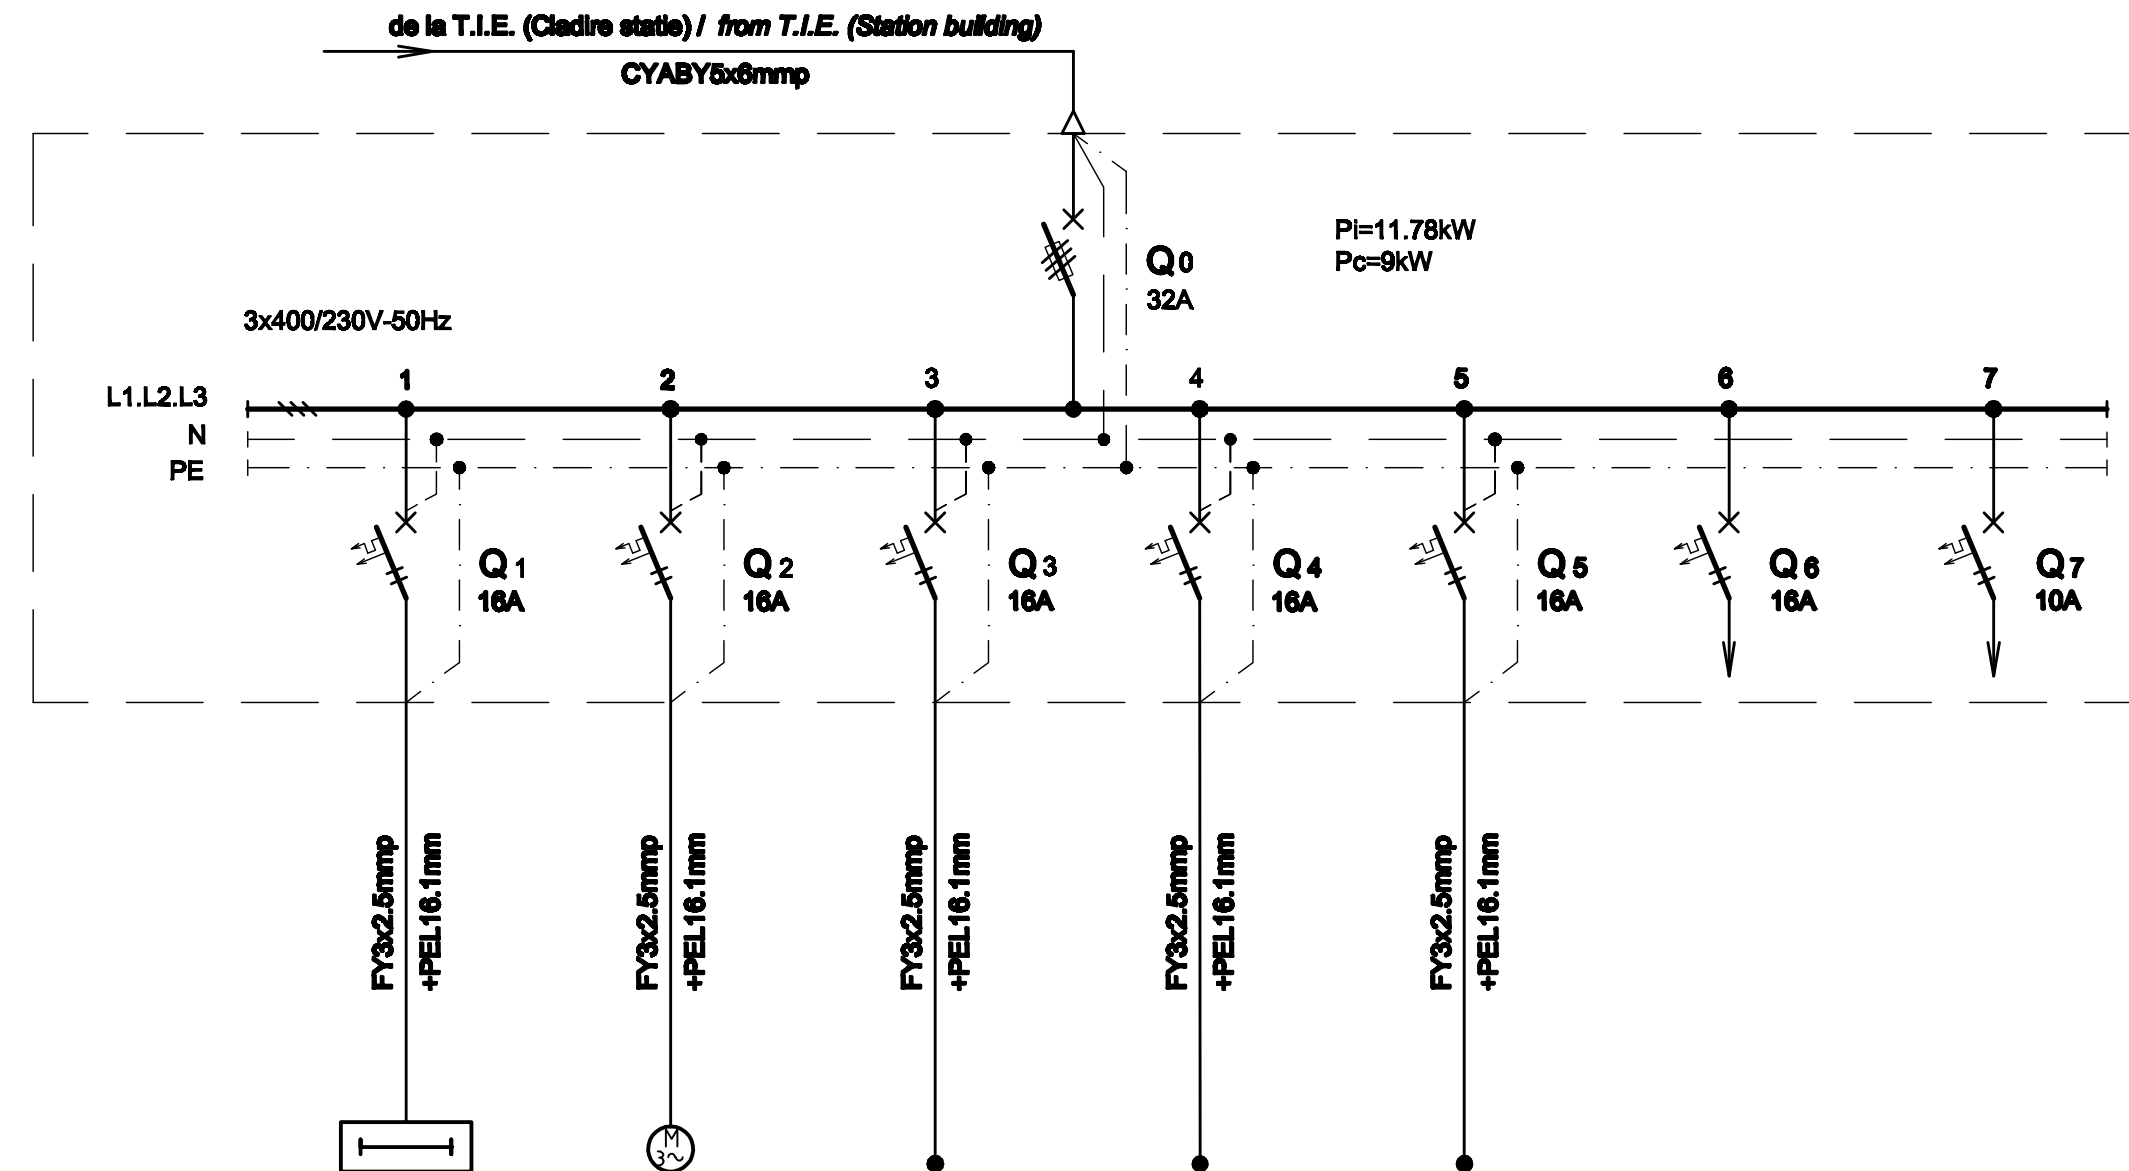 de la T.I.E. (Cladire statie) / from T.I.E. (Station building)
CYABY5x6mmp
Pi=11.78kW
Pc=9kW
Q0
32A
3x400/230V-50Hz
1 2 3 4 5 6 7
L1.L2.L3
N
PE
Q1 Q2 Q3 Q4 Q5 Q6 Q7
16A 16A 16A 16A 16A 16A 10A
FY3x2.5mmp
+PEL16.1mm
FY3x2.5mmp
+PEL16.1mm
FY3x2.5mmp
+PEL16.1mm
FY3x2.5mmp
+PEL16.1mm
FY3x2.5mmp
+PEL16.1mm
M
3~